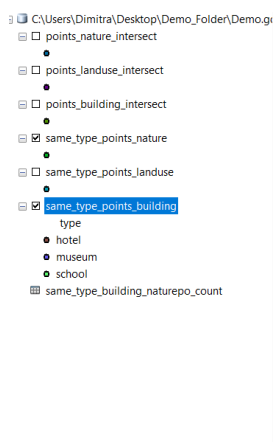 C:\Users\Dimitra\Desktop\Demo_Folder\Demo.g
points_nature_intersect
points_landuse_intersect
points_building_intersect
same_type_points_nature
same_type_points_landuse
same_type_points_building
type
hotel
museum
school
same_type_building_naturepo_count